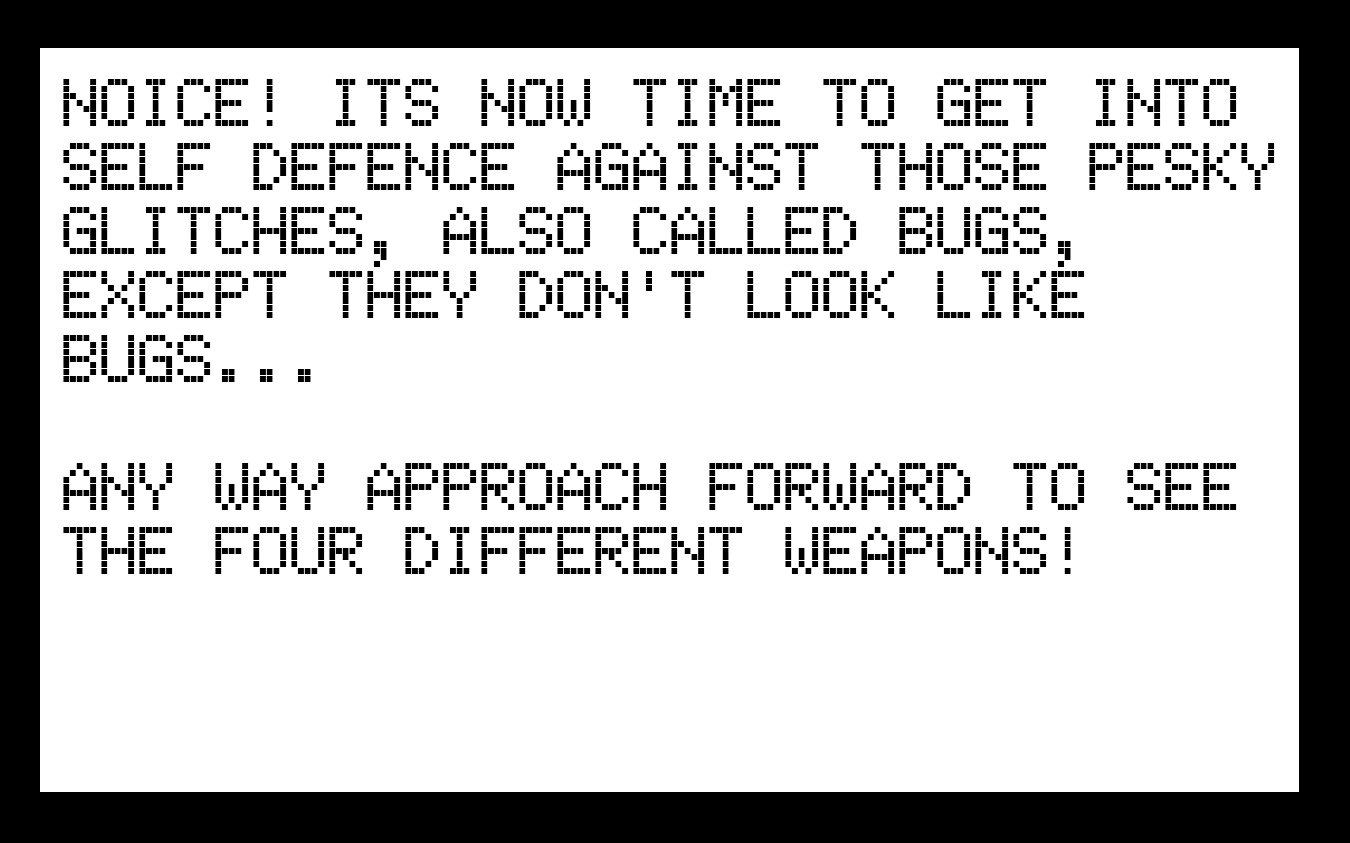 NOICE! ITS NOW TIME TO GET INTO
SELF DEFENCE AGAINST THOSE PESKY
GLITCHES, ALSO CALLED BUGS,
EXCEPT THEY DON'T LOOK LIKE
BUGS...
ANY WAY APPROACH FORWARD TO SEE
THE FOUR DIFFERENT WEAPONS!